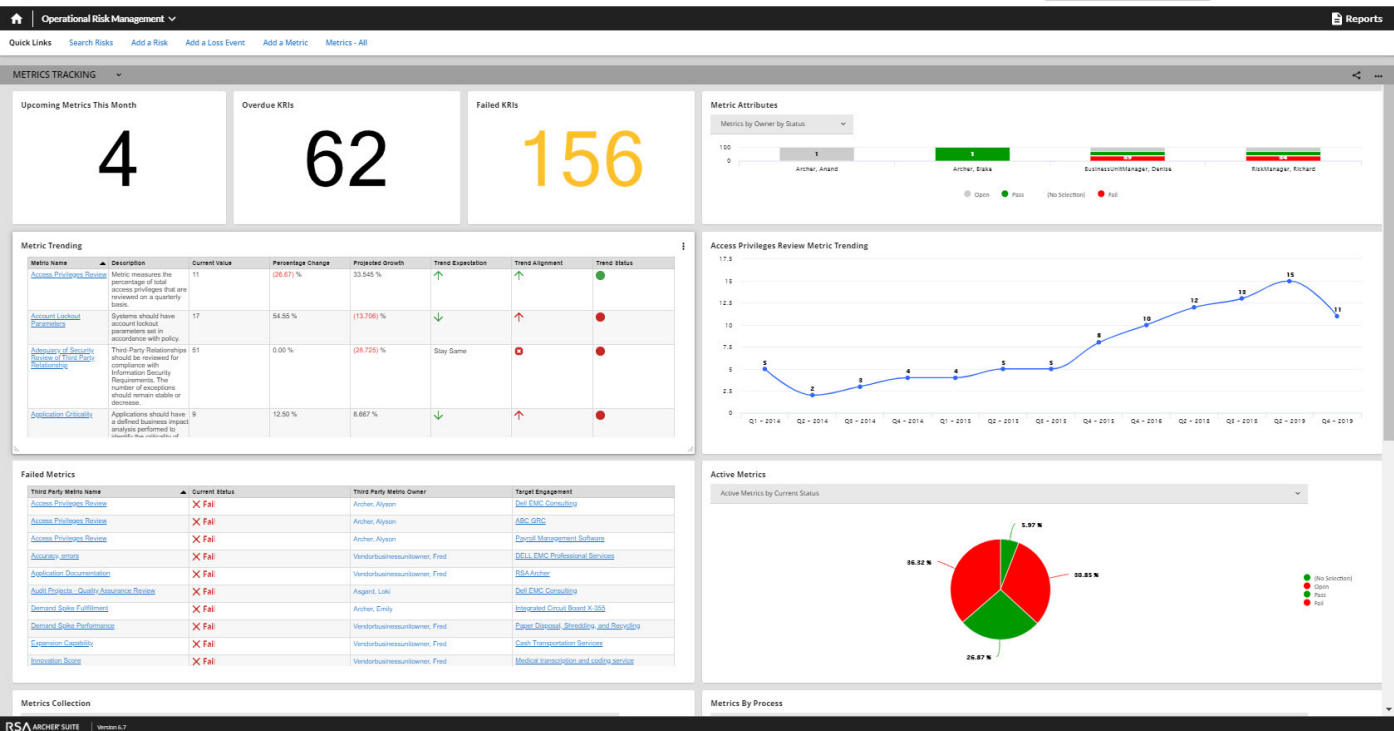 Operational Risk Management
Reports
Quick Links Search Risks Add a Risk Add a Loss Event Add a Metric Metrics - All
METRICS TRACKING
Upcoming Metrics This Month
4
Overdue KRIs
62
Failed KRIs
156
Metric Attributes
Metrics by Owner by Status
100
0
1
1
Archer, Anand
Archer, Blake
BusinessUnitManager, Denise
RiskManager, Richard
Open Pass (No Selection) Fail
Metric Trending
Metric Name Description Current Value Percentage Change Projected Growth Trend Expectation Trend Alignment Trend Status
Access Privileges Review
Metric measures the
percentage of total
access privileges that are
reviewed on a quarterly
basis.
11 (26.67) % 33.545 %
Account Lockout
Parameters
Systems should have
account lockout
parameters set in
accordance with policy.
17 54.55 % (13.706) %
Adequacy of Security
Review of Third Party
Relationship
Third-Party Relationships
should be reviewed for
compliance with
Information Security
Requirements. The
number of exceptions
should remain stable or
decrease.
51 0.00 % (28.725) % Stay Same
Application Criticality
Applications should have
a defined business impact
analysis performed to
identify the criticality of
9 12.50 % 8.667 %
Access Privileges Review Metric Trending
17.5
15
12.5
10
7.5
5
2.5
0
5 2 3 4 4 5 5 8 10 12 13 15 11
Q1 - 2014 Q2 - 2014 Q3 - 2014 Q4 - 2014 Q1 - 2015 Q2 - 2015 Q3 - 2015 Q4 - 2015 Q4 - 2016 Q2 - 2018 Q3 - 2018 Q2 - 2019 Q4 - 2019
Failed Metrics
Third Party Metric Name Current Status Third Party Metric Owner Target Engagement
Access Privileges Review Fail Archer, Alyson Dell EMC Consulting
Access Privileges Review Fail Archer, Alyson ABC GRC
Access Privileges Review Fail Archer, Alyson Payroll Management Software
Accuracy, errors Fail Vendorbusinessunitowner, Fred DELL EMC Professional Services
Application Documentation Fail Vendorbusinessunitowner, Fred RSA Archer
Audit Projects - Quality Assurance Review Fail Asgard, Loki Dell EMC Consulting
Demand Spike Fulfillment Fail Archer, Emily Integrated Circuit Board X-355
Demand Spike Performance Fail Vendorbusinessunitowner, Fred Paper Disposal, Shredding, and Recycling
Expansion Capability Fail Vendorbusinessunitowner, Fred Cash Transportation Services
Innovation Score Fail Vendorbusinessunitowner, Fred Medical transcription and coding service
Active Metrics
Active Metrics by Current Status
5.97 %
36.32 %
30.85 %
26.87 %
(No Selection)
Open
Pass
Fail
Metrics Collection
Metrics By Process
RSA ARCHER® SUITE Version 6.7